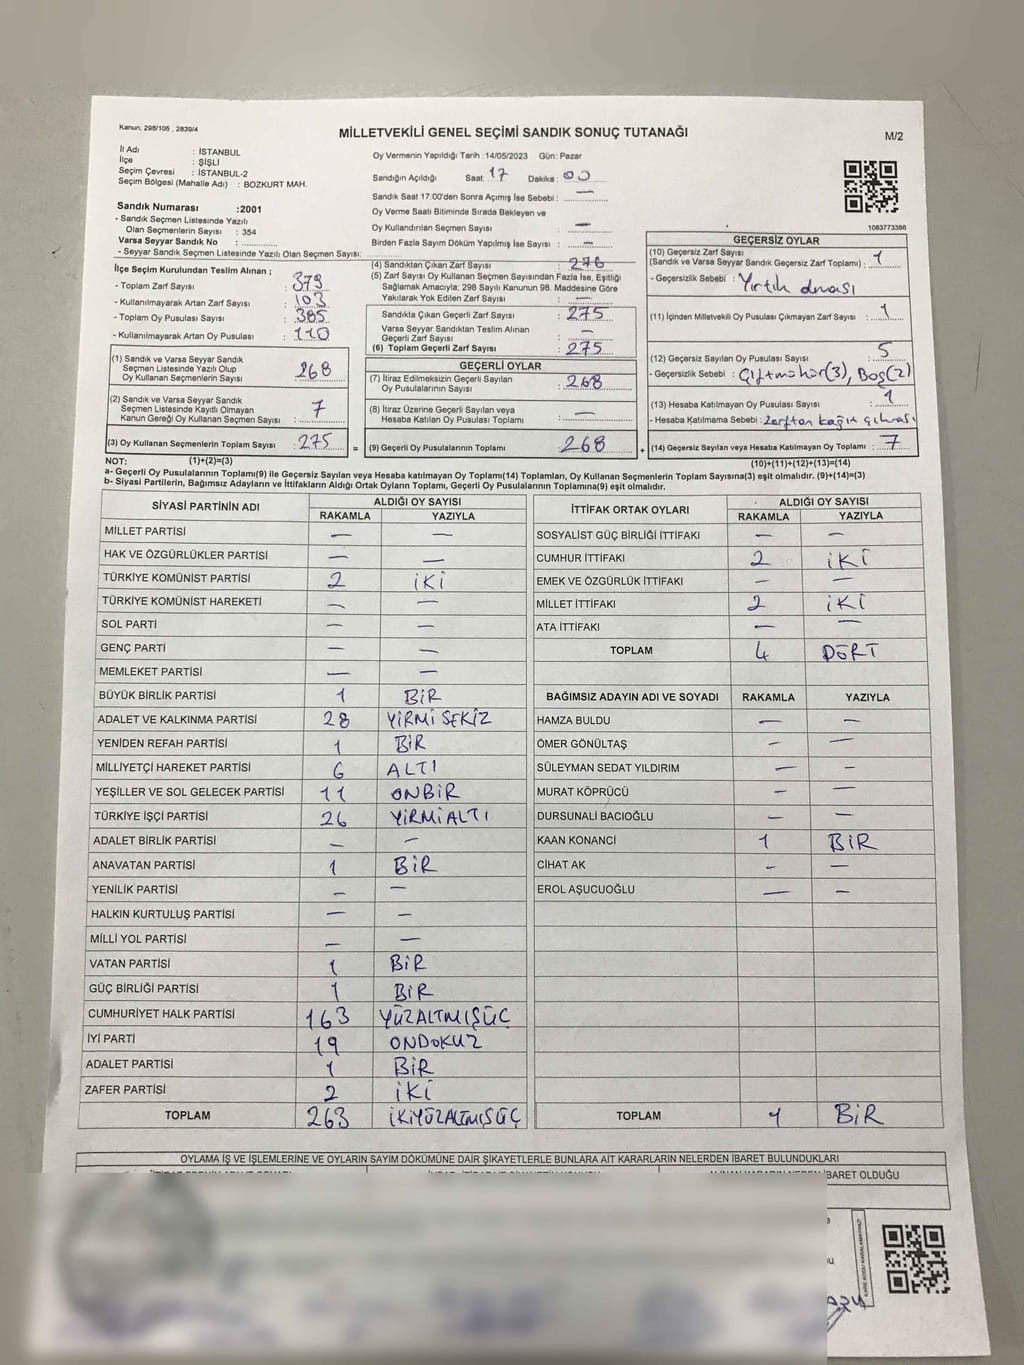 Kanun; 298/105 , 2839/4
MİLLETVEKİLİ GENEL SEÇİMİ SANDIK SONUÇ TUTANAĞI
M/2
İl Adı : İSTANBUL
İlçe : ŞİŞLİ
Seçim Çevresi : İSTANBUL-2
Seçim Bölgesi (Mahalle Adı) : BOZKURT MAH.
Sandık Numarası :2001
- Sandık Seçmen Listesinde Yazılı
Olan Seçmenlerin Sayısı : 354
Varsa Seyyar Sandık No : ..............
- Seyyar Sandık Seçmen Listesinde Yazılı Olan Seçmen Sayısı: ..............
İlçe Seçim Kurulundan Teslim Alınan ;
- Toplam Zarf Sayısı : 379
- Kullanılmayarak Artan Zarf Sayısı : 103
- Toplam Oy Pusulası Sayısı : 385
- Kullanılmayarak Artan Oy Pusulası : 110
(1) Sandık ve Varsa Seyyar Sandık
Seçmen Listesinde Yazılı Olup
Oy Kullanan Seçmenlerin Sayısı : 268
(2) Sandık ve Varsa Seyyar Sandık
Seçmen Listesinde Kayıtlı Olmayan
Kanun Gereği Oy Kullanan Seçmen Sayısı : 7
(3) Oy Kullanan Seçmenlerin Toplam Sayısı : 275
Oy Vermenin Yapıldığı Tarih : 14/05/2023 Gün: Pazar
Sandığın Açıldığı Saat: 17 Dakika : 00
Sandık Saat 17:00'den Sonra Açımış İse Sebebi : —
Oy Verme Saati Bitiminde Sırada Bekleyen ve
Oy Kullandırılan Seçmen Sayısı : —
Birden Fazla Sayım Döküm Yapılmış İse Sayısı : —
(4) Sandıktan Çıkan Zarf Sayısı : 276
(5) Zarf Sayısı Oy Kullanan Seçmen Sayısından Fazla İse, Eşitliği
Sağlamak Amacıyla; 298 Sayılı Kanunun 98. Maddesine Göre
Yakılarak Yok Edilen Zarf Sayısı : —
Sandıkta Çıkan Geçerli Zarf Sayısı : 275
Varsa Seyyar Sandıktan Teslim Alınan
Geçerli Zarf Sayısı : —
(6) Toplam Geçerli Zarf Sayısı : 275
GEÇERLİ OYLAR
(7) İtiraz Edilmeksizin Geçerli Sayılan
Oy Pusulalarının Sayısı : 268
(8) İtiraz Üzerine Geçerli Sayılan veya
Hesaba Katılan Oy Pusulası Toplamı : —
= (9) Geçerli Oy Pusulalarının Toplamı : 268
1083773386
GEÇERSİZ OYLAR
(10) Geçersiz Zarf Sayısı
(Sandık ve Varsa Seyyar Sandık Geçersiz Zarf Toplamı) : 1
- Geçersizlik Sebebi : Yırtık olması
(11) İçinden Milletvekili Oy Pusulası Çıkmayan Zarf Sayısı : 1
(12) Geçersiz Sayılan Oy Pusulası Sayısı : 5
- Geçersizlik Sebebi : Çift mühür(3), Boş(2)
(13) Hesaba Katılmayan Oy Pusulası Sayısı : 1
- Hesaba Katılmama Sebebi : Zarftan kağıt çıkması
+ (14) Geçersiz Sayılan veya Hesaba Katılmayan Oy Toplamı : 7
NOT: (1)+(2)=(3)
(10)+(11)+(12)+(13)=(14)
a- Geçerli Oy Pusulalarının Toplamı(9) ile Geçersiz Sayılan veya Hesaba katılmayan Oy Toplamı(14) Toplamları, Oy Kullanan Seçmenlerin Toplam Sayısına(3) eşit olmalıdır. (9)+(14)=(3)
b- Siyasi Partilerin, Bağımsız Adayların ve İttifakların Aldığı Ortak Oyların Toplamı, Geçerli Oy Pusulalarının Toplamına(9) eşit olmalıdır.
SİYASİ PARTİNİN ADI ALDIĞI OY SAYISI
RAKAMLA YAZIYLA
MİLLET PARTİSİ — —
HAK VE ÖZGÜRLÜKLER PARTİSİ — —
TÜRKİYE KOMÜNİST PARTİSİ 2 İKİ
TÜRKİYE KOMÜNİST HAREKETİ — —
SOL PARTİ — —
GENÇ PARTİ — —
MEMLEKET PARTİSİ — —
BÜYÜK BİRLİK PARTİSİ 1 BİR
ADALET VE KALKINMA PARTİSİ 28 YİRMİ SEKİZ
YENİDEN REFAH PARTİSİ 1 BİR
MİLLİYETÇİ HAREKET PARTİSİ 6 ALTI
YEŞİLLER VE SOL GELECEK PARTİSİ 11 ONBİR
TÜRKİYE İŞÇİ PARTİSİ 26 YİRMİALTI
ADALET BİRLİK PARTİSİ — —
ANAVATAN PARTİSİ 1 BİR
YENİLİK PARTİSİ — —
HALKIN KURTULUŞ PARTİSİ — —
MİLLİ YOL PARTİSİ — —
VATAN PARTİSİ 1 BİR
GÜÇ BİRLİĞİ PARTİSİ 1 BİR
CUMHURİYET HALK PARTİSİ 163 YÜZALTMIŞÜÇ
İYİ PARTİ 19 ONDOKUZ
ADALET PARTİSİ 1 BİR
ZAFER PARTİSİ 2 İKİ
TOPLAM 263 İKİYÜZALTMIŞÜÇ
İTTİFAK ORTAK OYLARI ALDIĞI OY SAYISI
RAKAMLA YAZIYLA
SOSYALİST GÜÇ BİRLİĞİ İTTİFAKI — —
CUMHUR İTTİFAKI 2 İKİ
EMEK VE ÖZGÜRLÜK İTTİFAKI — —
MİLLET İTTİFAKI 2 İKİ
ATA İTTİFAKI — —
TOPLAM 4 DÖRT
BAĞIMSIZ ADAYIN ADI VE SOYADI RAKAMLA YAZIYLA
HAMZA BULDU — —
ÖMER GÖNÜLTAŞ — —
SÜLEYMAN SEDAT YILDIRIM — —
MURAT KÖPRÜCÜ — —
DURSUNALİ BACIOĞLU — —
KAAN KONANCİ 1 BİR
CİHAT AK — —
EROL AŞUCUOĞLU — —
TOPLAM 1 BİR
OYLAMA İŞ VE İŞLEMLERİNE VE OYLARIN SAYIM DÖKÜMÜNE DAİR ŞİKAYETLERLE BUNLARA AİT KARARLARIN NELERDEN İBARET BULUNDUKLARI
İBARET OLDUĞU